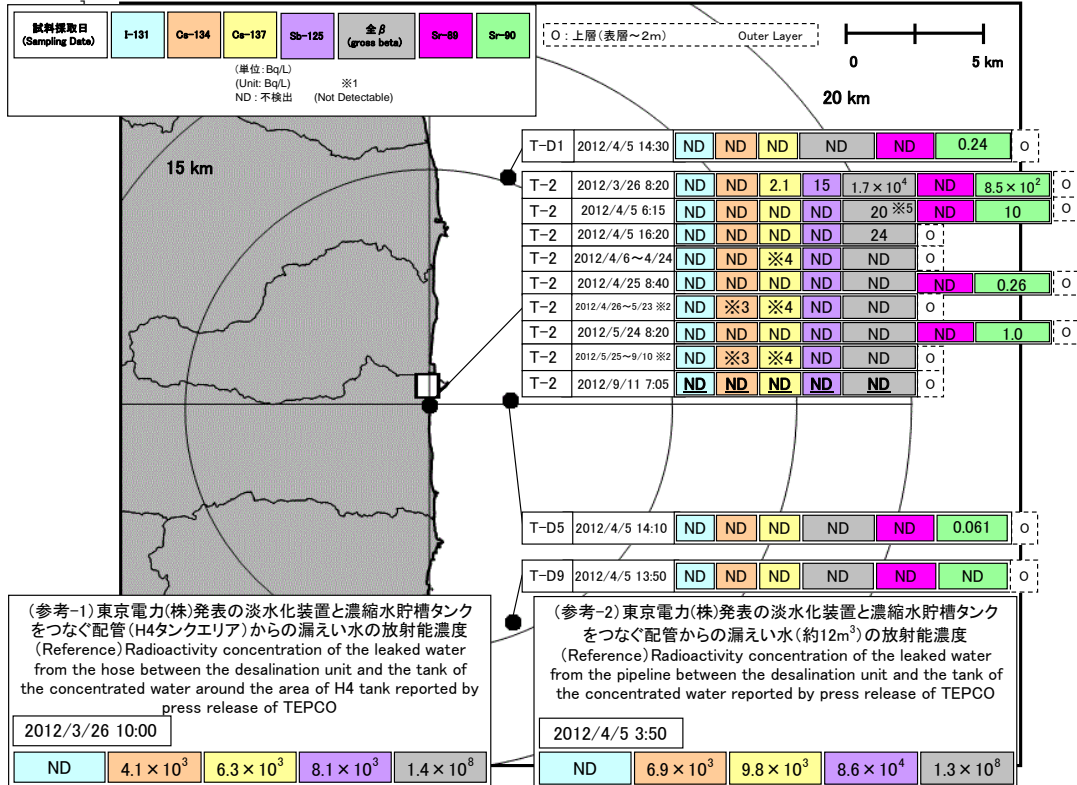 試料採取日 I-131 Cs-134 Cs-137 Sb-125 全β Sr-89 Sr-90
(Sampling Date) (gross beta)
(単位:Bq/L)
(Unit: Bq/L) ※1
ND:不検出 (Not Detectable)
O:上層(表層～2m) Outer Layer
0 5 km
20 km
15 km
T-D1 2012/4/5 14:30 ND ND ND ND ND 0.24 O
T-2 2012/3/26 8:20 ND ND 2.1 15 1.7×10⁴ ND 8.5×10² O
T-2 2012/4/5 6:15 ND ND ND ND 20 ※5 ND 10 O
T-2 2012/4/5 16:20 ND ND ND ND 24 O
T-2 2012/4/6～4/24 ND ND ※4 ND ND O
T-2 2012/4/25 8:40 ND ND ND ND ND ND 0.26 O
T-2 2012/4/26～5/23 ※2 ND ※3 ※4 ND ND O
T-2 2012/5/24 8:20 ND ND ND ND ND ND 1.0 O
T-2 2012/5/25～9/10 ※2 ND ※3 ※4 ND ND O
T-2 2012/9/11 7:05 ND ND ND ND ND O
T-D5 2012/4/5 14:10 ND ND ND ND ND 0.061 O
T-D9 2012/4/5 13:50 ND ND ND ND ND ND O
(参考-1)東京電力(株)発表の淡水化装置と濃縮水貯槽タンク
をつなぐ配管(H4タンクエリア)からの漏えい水の放射能濃度
(Reference)Radioactivity concentration of the leaked water
from the hose between the desalination unit and the tank of
the concentrated water around the area of H4 tank reported by
press release of TEPCO
2012/3/26 10:00
ND 4.1×10³ 6.3×10³ 8.1×10³ 1.4×10⁸
(参考-2)東京電力(株)発表の淡水化装置と濃縮水貯槽タンク
をつなぐ配管からの漏えい水(約12m³)の放射能濃度
(Reference)Radioactivity concentration of the leaked water
from the pipeline between the desalination unit and the tank of
the concentrated water reported by press release of TEPCO
2012/4/5 3:50
ND 6.9×10³ 9.8×10³ 8.6×10⁴ 1.3×10⁸